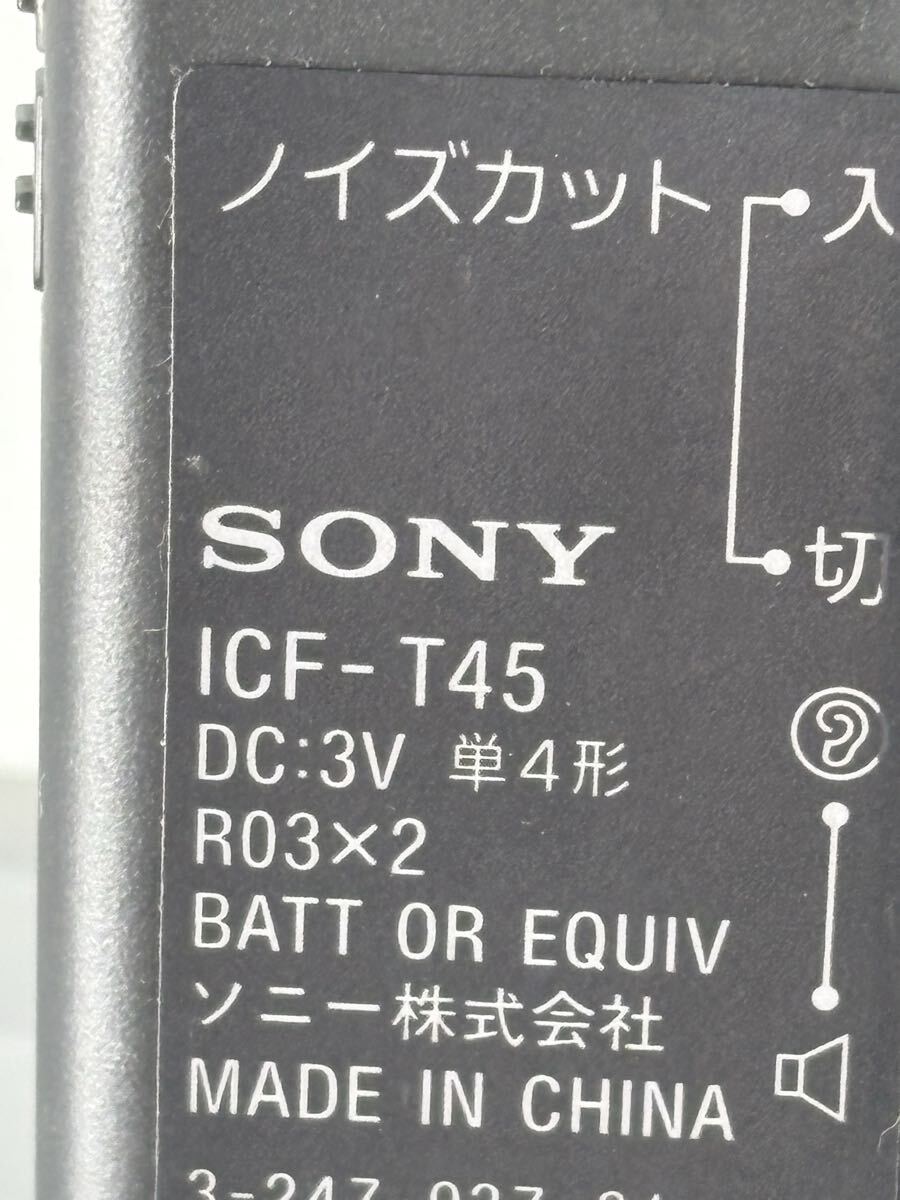 ノイズカット 入
切
SONY
ICF-T45
DC:3V 単4形
R03×2
BATT OR EQUIV
ソニー株式会社
MADE IN CHINA